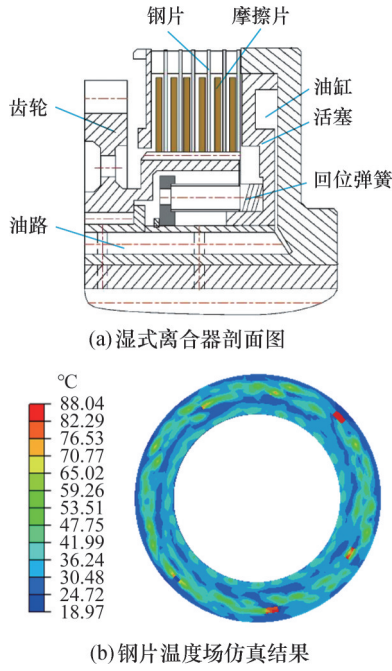 钢片
摩擦片
齿轮
油缸
活塞
回位弹簧
油路
(a)湿式离合器剖面图
℃
88.04
82.29
76.53
70.77
65.02
59.26
53.51
47.75
41.99
36.24
30.48
24.72
18.97
(b)钢片温度场仿真结果